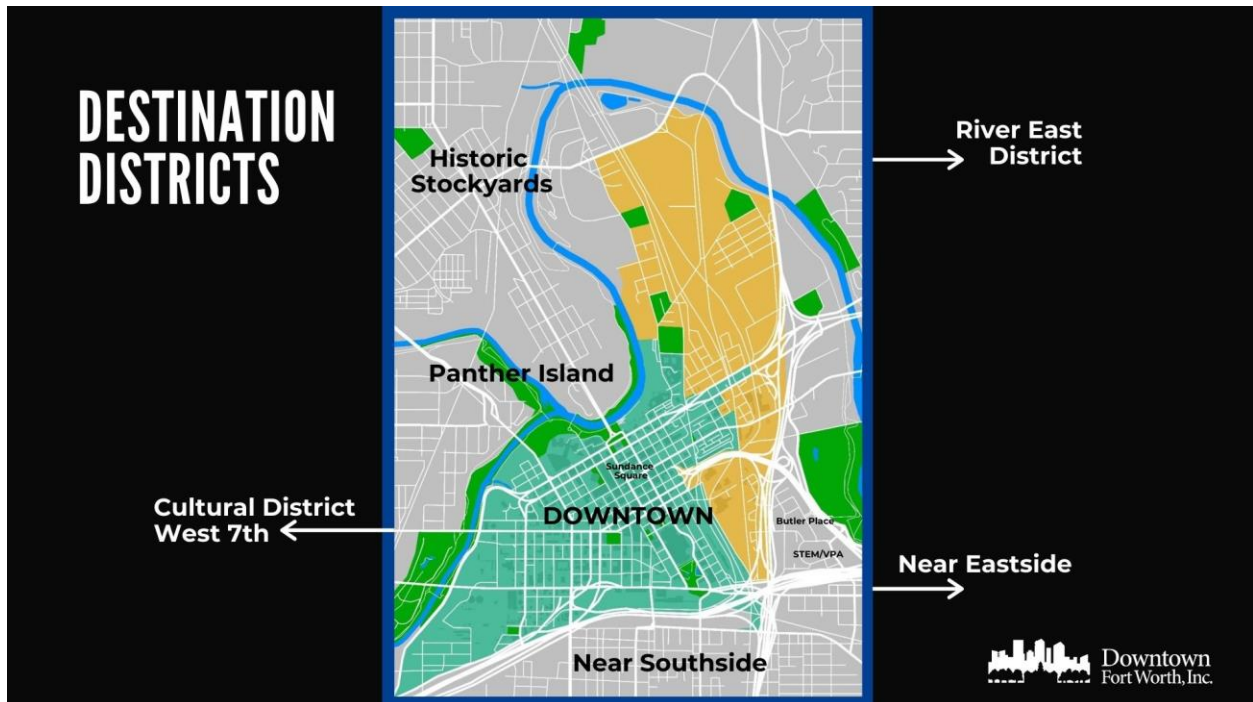 DESTINATION
DISTRICTS
River East
District
Historic
Stockyards
Panther Island
Sundance
Square
Cultural District
West 7th
DOWNTOWN
Butler Place
STEM/VPA
Near Eastside
Near Southside
Downtown
Fort Worth, Inc.